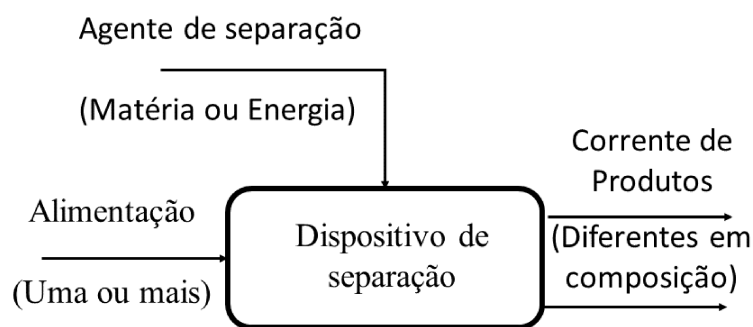 Agente de separação
(Matéria ou Energia)
Corrente de
Produtos
(Diferentes em
composição)
Alimentação
(Uma ou mais)
Dispositivo de
separação